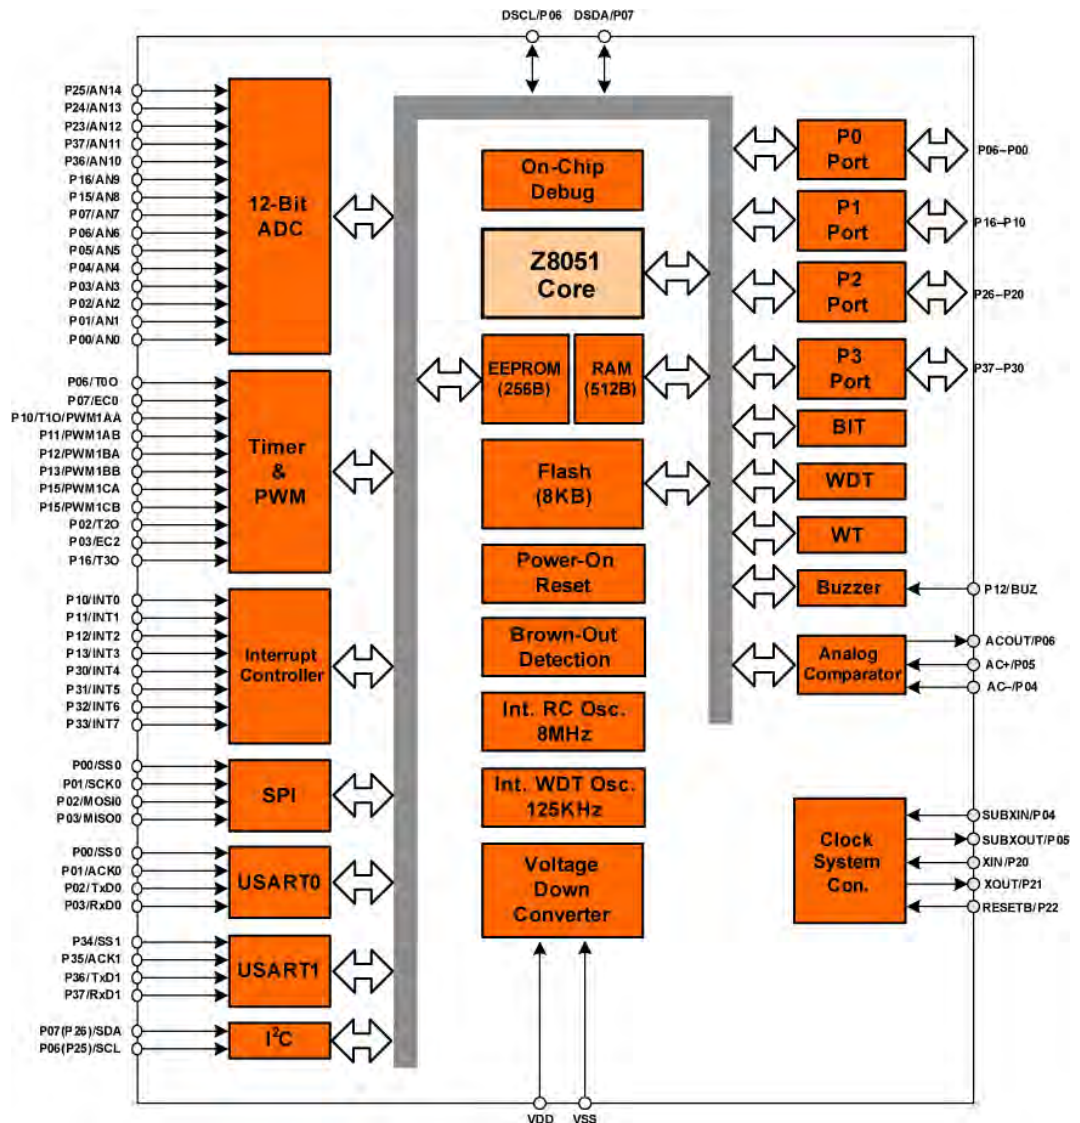 DSCL/P06 DSDA/P07
P25/AN14
P24/AN13
P23/AN12
P37/AN11
P36/AN10
P16/AN9
P15/AN8
P07/AN7
P06/AN6
P05/AN5
P04/AN4
P03/AN3
P02/AN2
P01/AN1
P00/AN0
12-Bit
ADC
P06/T0O
P07/EC0
P10/T1O/PWM1AA
P11/PWM1AB
P12/PWM1BA
P13/PWM1BB
P15/PWM1CA
P15/PWM1CB
P02/T2O
P03/EC2
P16/T3O
Timer
&
PWM
P10/INT0
P11/INT1
P12/INT2
P13/INT3
P30/INT4
P31/INT5
P32/INT6
P33/INT7
Interrupt
Controller
P00/SS0
P01/SCK0
P02/MOSI0
P03/MISO0
SPI
P00/SS0
P01/ACK0
P02/TxD0
P03/RxD0
USART0
P34/SS1
P35/ACK1
P36/TxD1
P37/RxD1
USART1
P07(P26)/SDA
P06(P25)/SCL
I²C
On-Chip
Debug
Z8051
Core
EEPROM
(256B)
RAM
(512B)
Flash
(8KB)
Power-On
Reset
Brown-Out
Detection
Int. RC Osc.
8MHz
Int. WDT Osc.
125KHz
Voltage
Down
Converter
VDD VSS
P0
Port
P06–P00
P1
Port
P16–P10
P2
Port
P26–P20
P3
Port
P37–P30
BIT
WDT
WT
Buzzer
P12/BUZ
Analog
Comparator
ACOUT/P06
AC+/P05
AC–/P04
Clock
System
Con.
SUBXIN/P04
SUBXOUT/P05
XIN/P20
XOUT/P21
RESETB/P22